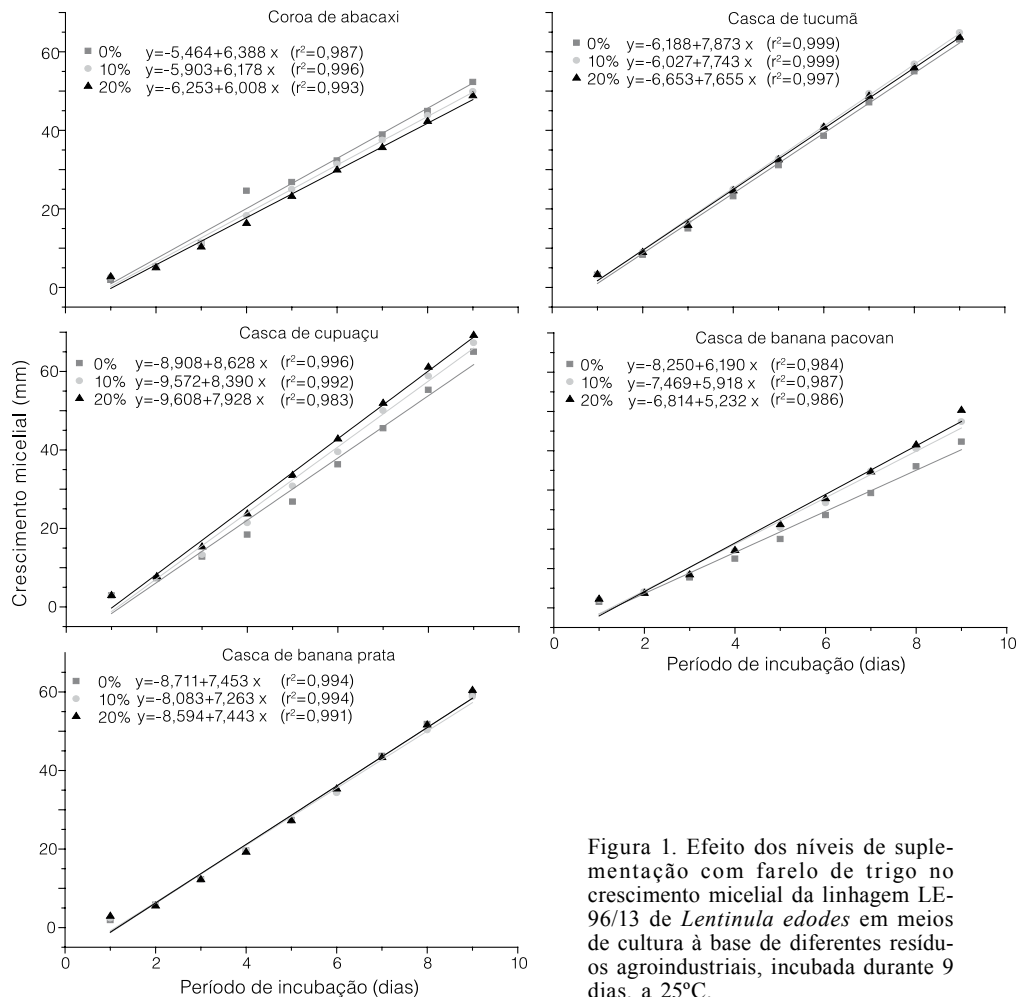 Coroa de abacaxi
0% y=-5,464+6,388 x (r²=0,987)
10% y=-5,903+6,178 x (r²=0,996)
20% y=-6,253+6,008 x (r²=0,993)
60
40
20
0
Casca de tucumã
0% y=-6,188+7,873 x (r²=0,999)
10% y=-6,027+7,743 x (r²=0,999)
20% y=-6,653+7,655 x (r²=0,997)
Casca de cupuaçu
0% y=-8,908+8,628 x (r²=0,996)
10% y=-9,572+8,390 x (r²=0,992)
20% y=-9,608+7,928 x (r²=0,983)
60
40
20
0
Crescimento micelial (mm)
Casca de banana pacovan
0% y=-8,250+6,190 x (r²=0,984)
10% y=-7,469+5,918 x (r²=0,987)
20% y=-6,814+5,232 x (r²=0,986)
0 2 4 6 8 10
Período de incubação (dias)
Casca de banana prata
0% y=-8,711+7,453 x (r²=0,994)
10% y=-8,083+7,263 x (r²=0,994)
20% y=-8,594+7,443 x (r²=0,991)
60
40
20
0
0 2 4 6 8 10
Período de incubação (dias)
Figura 1. Efeito dos níveis de suple-
mentação com farelo de trigo no
crescimento micelial da linhagem LE-
96/13 de Lentinula edodes em meios
de cultura à base de diferentes resídu-
os agroindustriais, incubada durante 9
dias, a 25ºC.